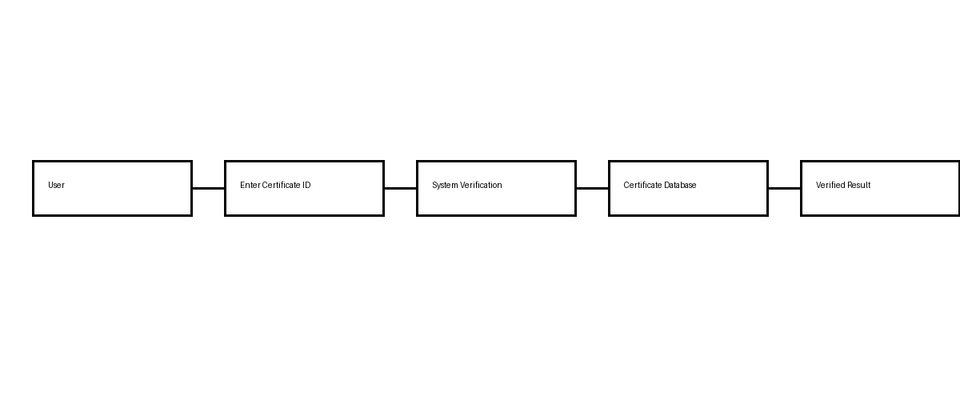 User
Enter Certificate ID
System Verification
Certificate Database
Verified Result